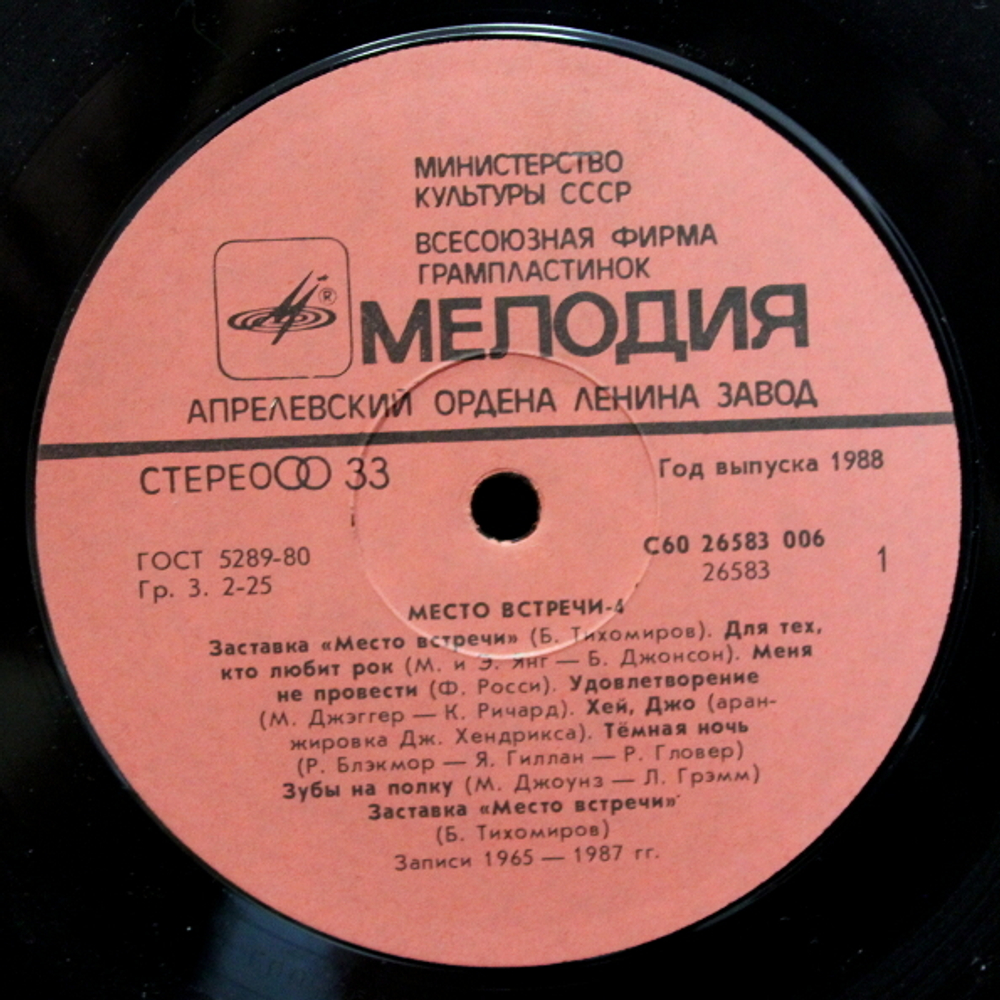 МИНИСТЕРСТВО
КУЛЬТУРЫ СССР
ВСЕСОЮЗНАЯ ФИРМА
ГРАМПЛАСТИНОК
®
МЕЛОДИЯ
АПРЕЛЕВСКИЙ ОРДЕНА ЛЕНИНА ЗАВОД
СТЕРЕО 33
Год выпуска 1988
ГОСТ 5289-80
Гр. 3. 2-25
С60 26583 006
26583
1
МЕСТО ВСТРЕЧИ-4
Заставка «Место встречи» (Б. Тихомиров). Для тех,
кто любит рок (М. и Э. Янг — Б. Джонсон). Меня
не провести (Ф. Росси). Удовлетворение
(М. Джэггер — К. Ричард). Хей, Джо (аран-
жировка Дж. Хендрикса). Тёмная ночь
(Р. Блэкмор — Я. Гиллан — Р. Гловер)
Зубы на полку (М. Джоунз — Л. Грэмм)
Заставка «Место встречи»
(Б. Тихомиров)
Записи 1965 — 1987 гг.